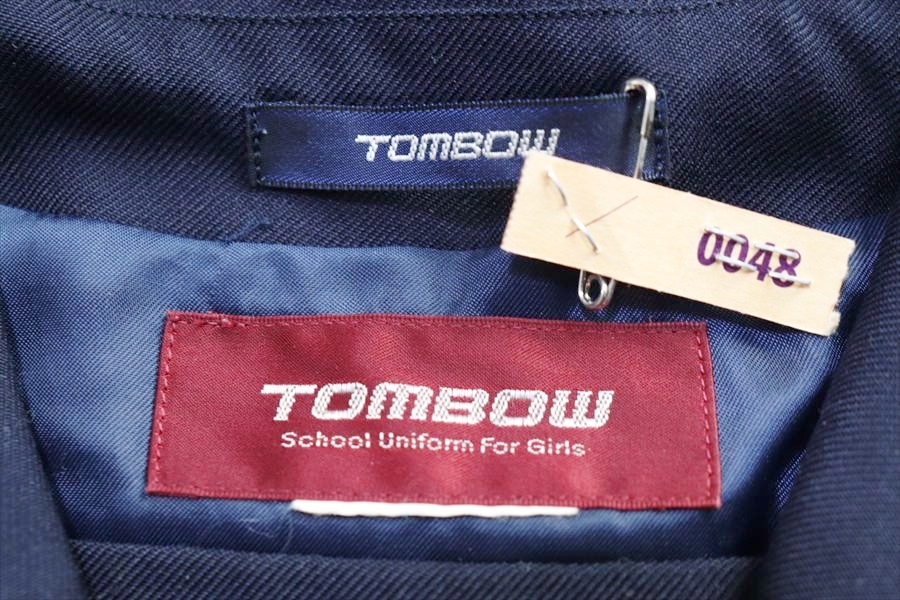 TOMBOW
0048
TOMBOW
School Uniform For Girls